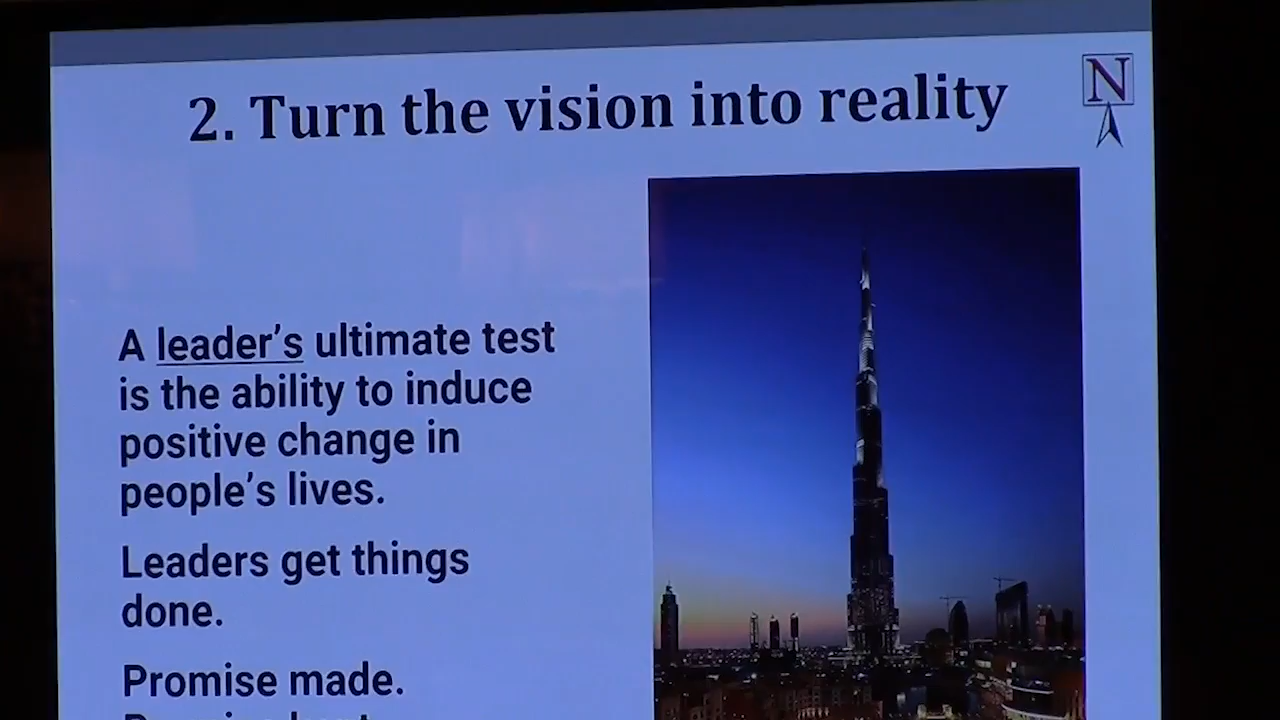 2. Turn the vision into reality
N
A leader's ultimate test
is the ability to induce
positive change in
people's lives.
Leaders get things
done.
Promise made.